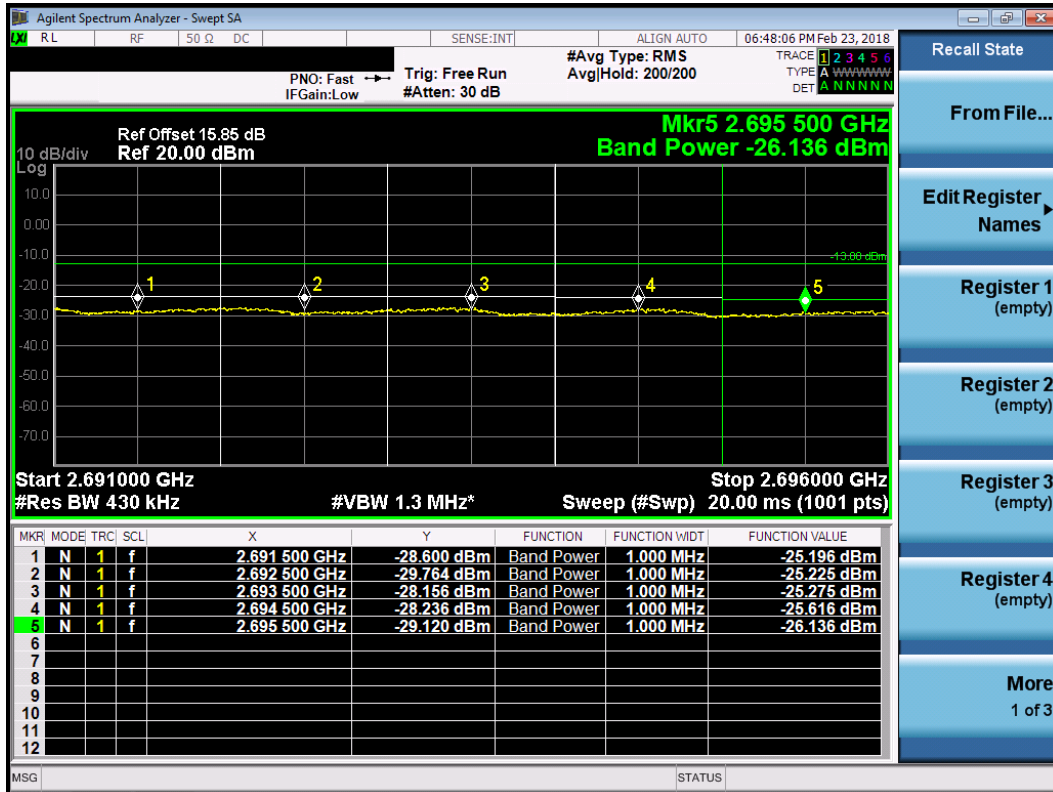 Agilent Spectrum Analyzer - Swept SA
LXI RL RF 50 Ω DC SENSE:INT ALIGN AUTO 06:48:06 PM Feb 23, 2018
PNO: Fast
IFGain:Low
Trig: Free Run
#Atten: 30 dB
#Avg Type: RMS
Avg|Hold: 200/200
TRACE 1 2 3 4 5 6
TYPE A WWWWW
DET A N N N N N
Mkr5 2.695 500 GHz
Band Power -26.136 dBm
Ref Offset 15.85 dB
10 dB/div Ref 20.00 dBm
Log
10.0
0.00
-10.0
-13.00 dBm
-20.0
1 2 3 4 5
-30.0
-40.0
-50.0
-60.0
-70.0
Start 2.691000 GHz Stop 2.696000 GHz
#Res BW 430 kHz #VBW 1.3 MHz* Sweep (#Swp) 20.00 ms (1001 pts)
MKR MODE TRC SCL X Y FUNCTION FUNCTION WIDT FUNCTION VALUE
1 N 1 f 2.691 500 GHz -28.600 dBm Band Power 1.000 MHz -25.196 dBm
2 N 1 f 2.692 500 GHz -29.764 dBm Band Power 1.000 MHz -25.225 dBm
3 N 1 f 2.693 500 GHz -28.156 dBm Band Power 1.000 MHz -25.275 dBm
4 N 1 f 2.694 500 GHz -28.236 dBm Band Power 1.000 MHz -25.616 dBm
5 N 1 f 2.695 500 GHz -29.120 dBm Band Power 1.000 MHz -26.136 dBm
6
7
8
9
10
11
12
MSG STATUS
Recall State
From File...
Edit Register
Names
Register 1
(empty)
Register 2
(empty)
Register 3
(empty)
Register 4
(empty)
More
1 of 3